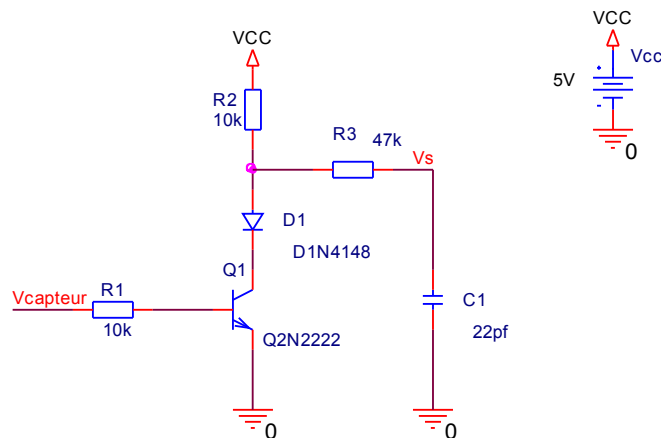 VCC
VCC
Vcc
5V
R2
10k
R3
47k
Vs
0
D1
D1N4148
Q1
Vcapteur
R1
10k
C1
22pf
Q2N2222
0
0